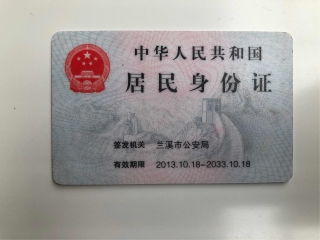 中华人民共和国
居民身份证
签发机关 兰溪市公安局
有效期限 2013.10.18-2033.10.18